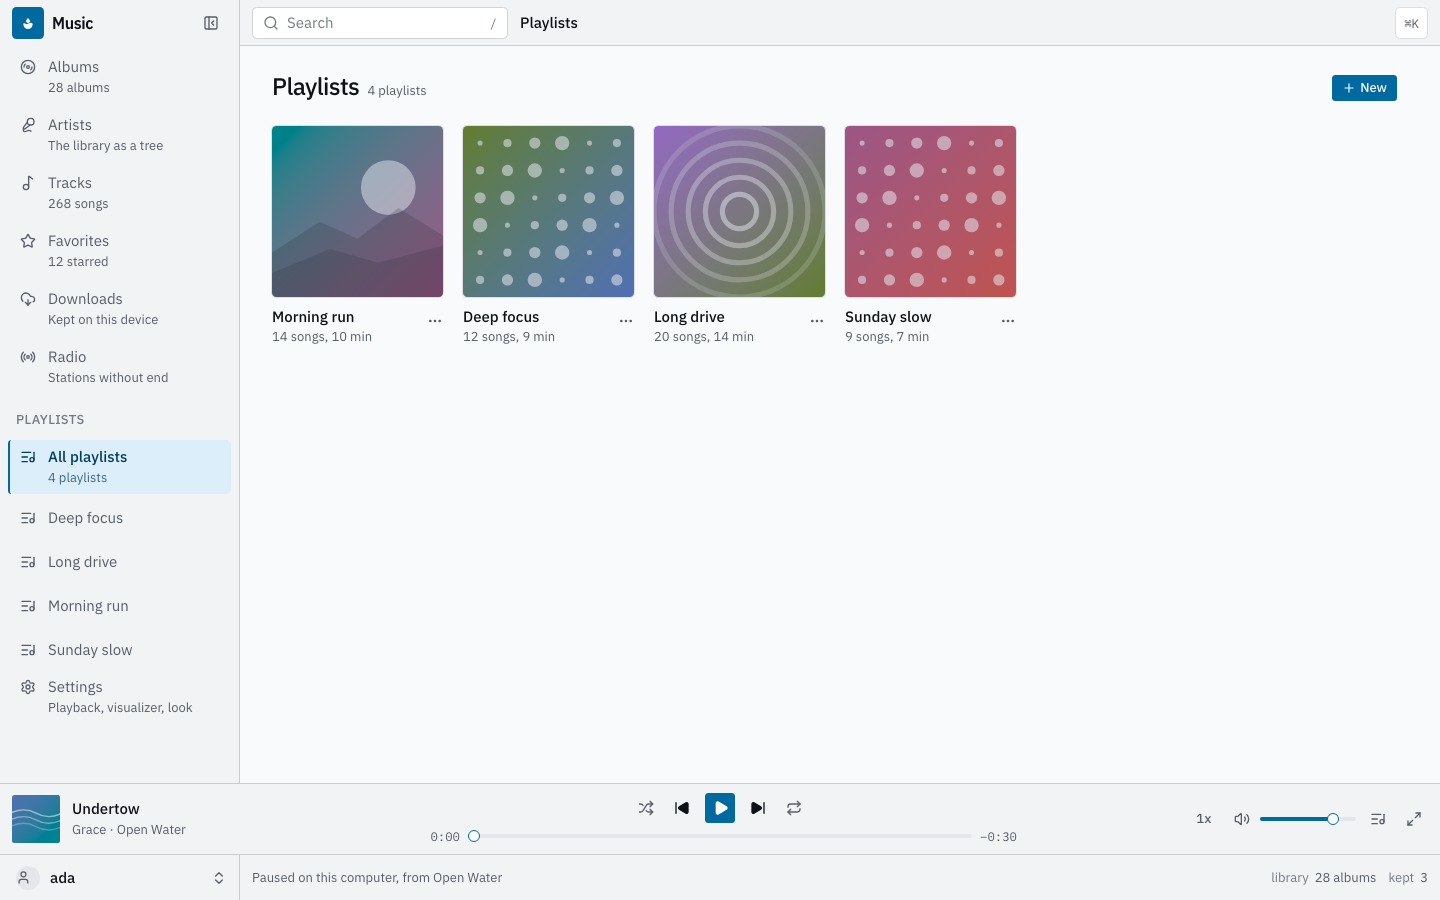 Music
Albums
28 albums
Artists
The library as a tree
Tracks
268 songs
Favorites
12 starred
Downloads
Kept on this device
Radio
Stations without end
PLAYLISTS
All playlists
4 playlists
Deep focus
Long drive
Morning run
Sunday slow
Settings
Playback, visualizer, look
Search /
Playlists
⌘K
Playlists 4 playlists
+ New
Morning run ...
14 songs, 10 min
Deep focus ...
12 songs, 9 min
Long drive ...
20 songs, 14 min
Sunday slow ...
9 songs, 7 min
Undertow
Grace · Open Water
0:00
−0:30
1x
ada
Paused on this computer, from Open Water
library 28 albums kept 3